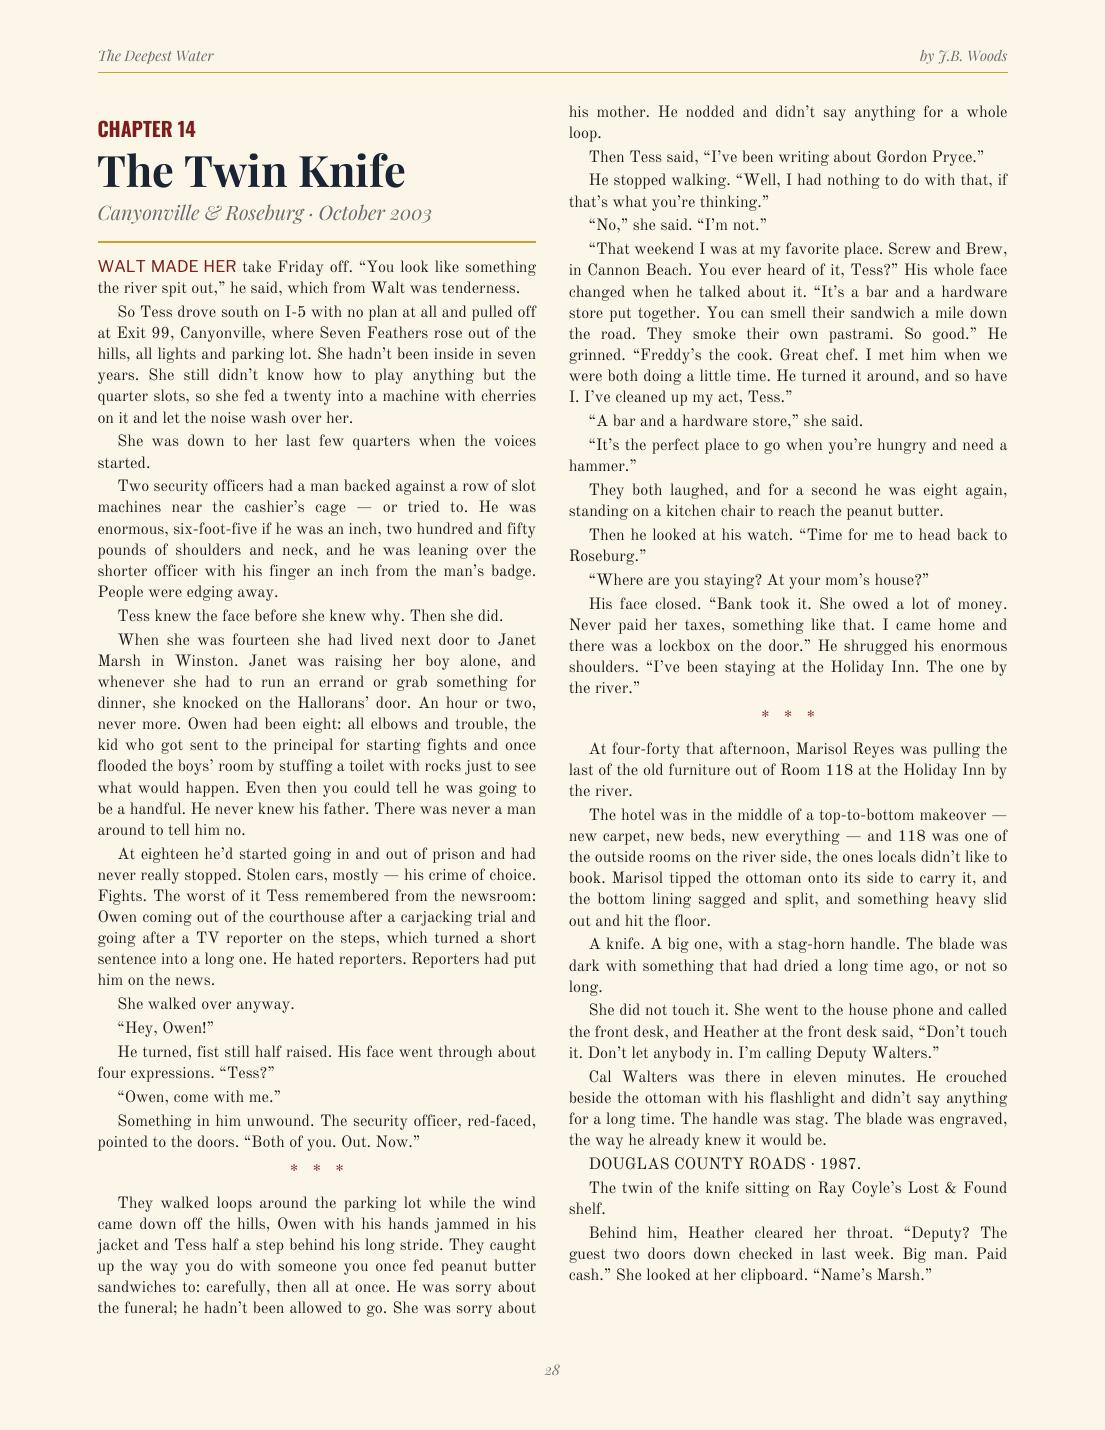 The Deepest Water
by J.B. Woods
CHAPTER 14
The Twin Knife
Canyonville & Roseburg · October 2003
WALT MADE HER take Friday off. “You look like something
the river spit out,” he said, which from Walt was tenderness.
So Tess drove south on I-5 with no plan at all and pulled off
at Exit 99, Canyonville, where Seven Feathers rose out of the
hills, all lights and parking lot. She hadn’t been inside in seven
years. She still didn’t know how to play anything but the
quarter slots, so she fed a twenty into a machine with cherries
on it and let the noise wash over her.
She was down to her last few quarters when the voices
started.
Two security officers had a man backed against a row of slot
machines near the cashier’s cage — or tried to. He was
enormous, six-foot-five if he was an inch, two hundred and fifty
pounds of shoulders and neck, and he was leaning over the
shorter officer with his finger an inch from the man’s badge.
People were edging away.
Tess knew the face before she knew why. Then she did.
When she was fourteen she had lived next door to Janet
Marsh in Winston. Janet was raising her boy alone, and
whenever she had to run an errand or grab something for
dinner, she knocked on the Hallorans’ door. An hour or two,
never more. Owen had been eight: all elbows and trouble, the
kid who got sent to the principal for starting fights and once
flooded the boys’ room by stuffing a toilet with rocks just to see
what would happen. Even then you could tell he was going to
be a handful. He never knew his father. There was never a man
around to tell him no.
At eighteen he’d started going in and out of prison and had
never really stopped. Stolen cars, mostly — his crime of choice.
Fights. The worst of it Tess remembered from the newsroom:
Owen coming out of the courthouse after a carjacking trial and
going after a TV reporter on the steps, which turned a short
sentence into a long one. He hated reporters. Reporters had put
him on the news.
She walked over anyway.
“Hey, Owen!”
He turned, fist still half raised. His face went through about
four expressions. “Tess?”
“Owen, come with me.”
Something in him unwound. The security officer, red-faced,
pointed to the doors. “Both of you. Out. Now.”
* * *
They walked loops around the parking lot while the wind
came down off the hills, Owen with his hands jammed in his
jacket and Tess half a step behind his long stride. They caught
up the way you do with someone you once fed peanut butter
sandwiches to: carefully, then all at once. He was sorry about
the funeral; he hadn’t been allowed to go. She was sorry about
his mother. He nodded and didn’t say anything for a whole
loop.
Then Tess said, “I’ve been writing about Gordon Pryce.”
He stopped walking. “Well, I had nothing to do with that, if
that’s what you’re thinking.”
“No,” she said. “I’m not.”
“That weekend I was at my favorite place. Screw and Brew,
in Cannon Beach. You ever heard of it, Tess?” His whole face
changed when he talked about it. “It’s a bar and a hardware
store put together. You can smell their sandwich a mile down
the road. They smoke their own pastrami. So good.” He
grinned. “Freddy’s the cook. Great chef. I met him when we
were both doing a little time. He turned it around, and so have
I. I’ve cleaned up my act, Tess.”
“A bar and a hardware store,” she said.
“It’s the perfect place to go when you’re hungry and need a
hammer.”
They both laughed, and for a second he was eight again,
standing on a kitchen chair to reach the peanut butter.
Then he looked at his watch. “Time for me to head back to
Roseburg.”
“Where are you staying? At your mom’s house?”
His face closed. “Bank took it. She owed a lot of money.
Never paid her taxes, something like that. I came home and
there was a lockbox on the door.” He shrugged his enormous
shoulders. “I’ve been staying at the Holiday Inn. The one by
the river.”
* * *
At four-forty that afternoon, Marisol Reyes was pulling the
last of the old furniture out of Room 118 at the Holiday Inn by
the river.
The hotel was in the middle of a top-to-bottom makeover —
new carpet, new beds, new everything — and 118 was one of
the outside rooms on the river side, the ones locals didn’t like to
book. Marisol tipped the ottoman onto its side to carry it, and
the bottom lining sagged and split, and something heavy slid
out and hit the floor.
A knife. A big one, with a stag-horn handle. The blade was
dark with something that had dried a long time ago, or not so
long.
She did not touch it. She went to the house phone and called
the front desk, and Heather at the front desk said, “Don’t touch
it. Don’t let anybody in. I’m calling Deputy Walters.”
Cal Walters was there in eleven minutes. He crouched
beside the ottoman with his flashlight and didn’t say anything
for a long time. The handle was stag. The blade was engraved,
the way he already knew it would be.
DOUGLAS COUNTY ROADS · 1987.
The twin of the knife sitting on Ray Coyle’s Lost & Found
shelf.
Behind him, Heather cleared her throat. “Deputy? The
guest two doors down checked in last week. Big man. Paid
cash.” She looked at her clipboard. “Name’s Marsh.”
28